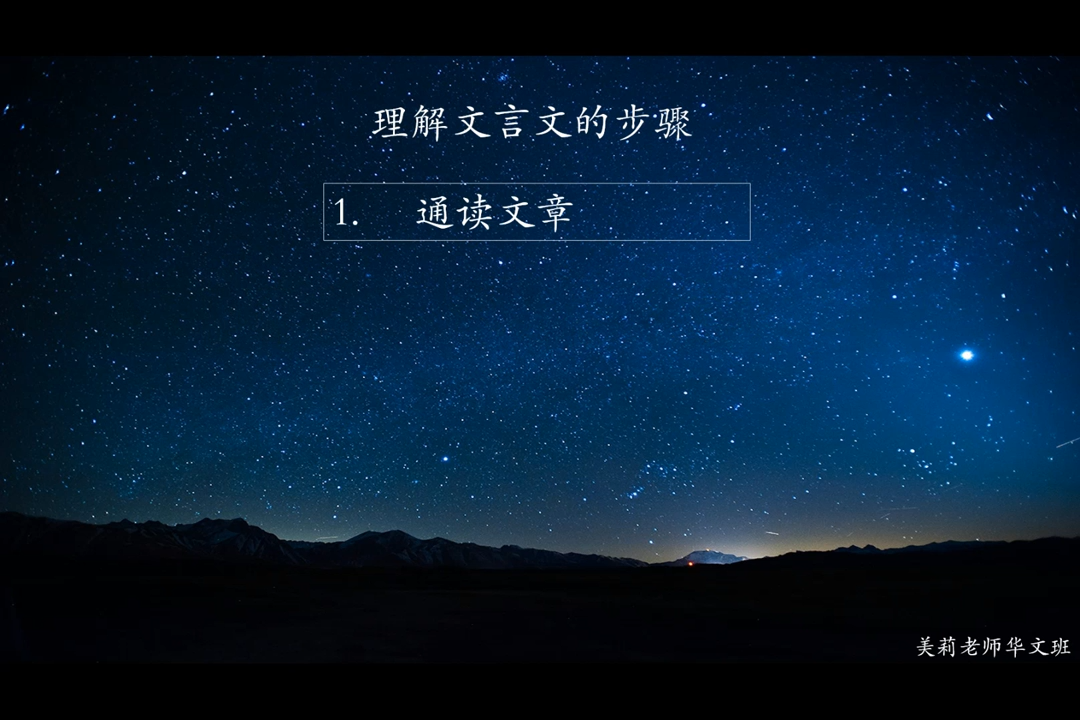 理解文言文的步骤
1. 通读文章
美莉老师华文班